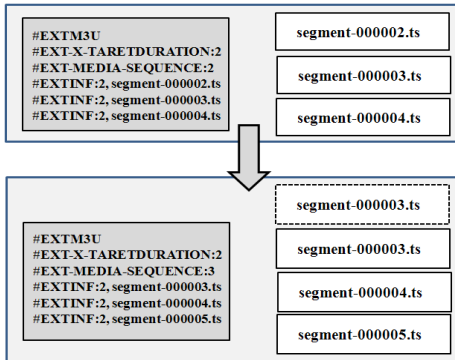 #EXTM3U
#EXT-X-TARETDURATION:2
#EXT-MEDIA-SEQUENCE:2
#EXTINF:2, segment-000002.ts
#EXTINF:2, segment-000003.ts
#EXTINF:2, segment-000004.ts
segment-000002.ts
segment-000003.ts
segment-000004.ts
#EXTM3U
#EXT-X-TARETDURATION:2
#EXT-MEDIA-SEQUENCE:3
#EXTINF:2, segment-000003.ts
#EXTINF:2, segment-000004.ts
#EXTINF:2, segment-000005.ts
segment-000003.ts
segment-000003.ts
segment-000004.ts
segment-000005.ts